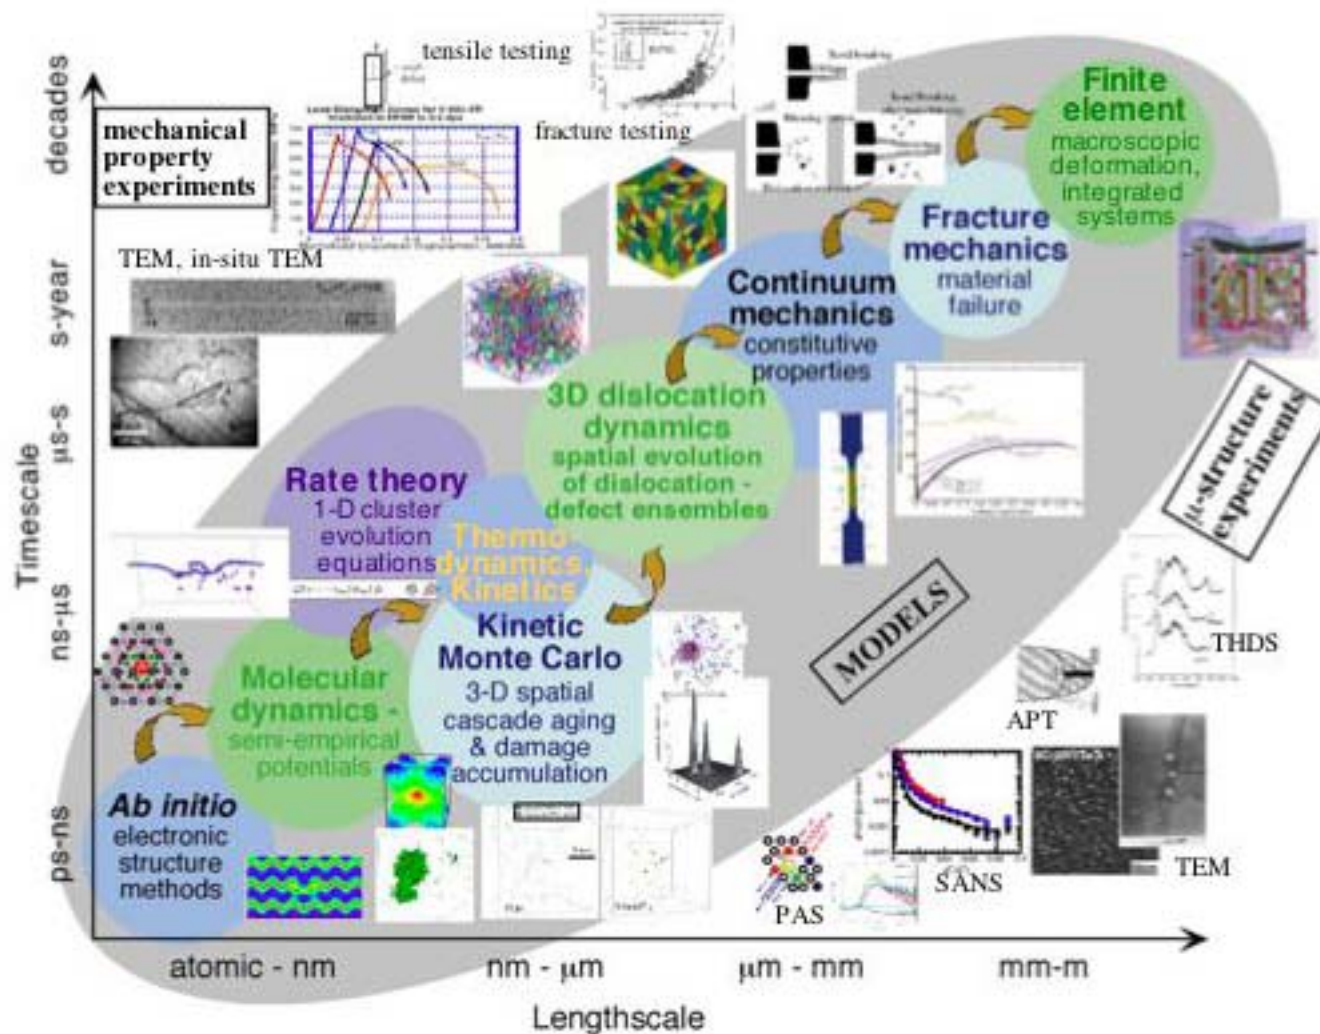 tensile testing
mechanical
property
experiments
fracture testing
Finite
element
macroscopic
deformation,
integrated
systems
Fracture
mechanics
material
failure
TEM, in-situ TEM
Continuum
mechanics
constitutive
properties
3D dislocation
dynamics
spatial evolution
of dislocation -
defect ensembles
Rate theory
1-D cluster
evolution
equations
Thermo-
dynamics,
Kinetics
Kinetic
Monte Carlo
3-D spatial
cascade aging
& damage
accumulation
Molecular
dynamics -
semi-empirical
potentials
Ab initio
electronic
structure
methods
MODELS
μ-structure
experiments
THDS
APT
TEM
SANS
PAS
Timescale
decades
s-year
μs-s
ns-μs
ps-ns
atomic - nm
nm - μm
μm - mm
mm-m
Lengthscale